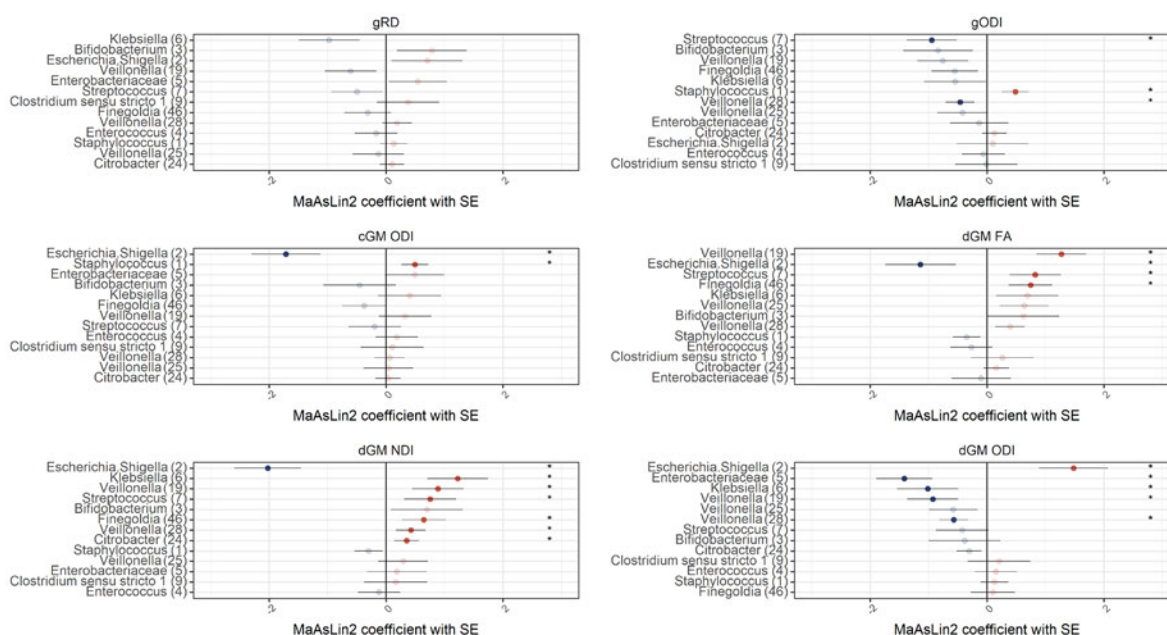 gRD
Klebsiella (6)
Bifidobacterium (3)
Escherichia.Shigella (2)
Veillonella (19)
Enterobacteriaceae (5)
Streptococcus (7)
Clostridium sensu stricto 1 (9)
Finegoldia (46)
Veillonella (28)
Enterococcus (4)
Staphylococcus (1)
Veillonella (25)
Citrobacter (24)
-2
0
2
MaAsLin2 coefficient with SE
gODI
Streptococcus (7)
*
Bifidobacterium (3)
Veillonella (19)
Finegoldia (46)
Klebsiella (6)
Staphylococcus (1)
*
Veillonella (28)
*
Veillonella (25)
Enterobacteriaceae (5)
Citrobacter (24)
Escherichia.Shigella (2)
Enterococcus (4)
Clostridium sensu stricto 1 (9)
-2
0
2
MaAsLin2 coefficient with SE
cGM ODI
Escherichia.Shigella (2)
*
Staphylococcus (1)
*
Enterobacteriaceae (5)
Bifidobacterium (3)
Klebsiella (6)
Finegoldia (46)
Veillonella (19)
Streptococcus (7)
Enterococcus (4)
Clostridium sensu stricto 1 (9)
Veillonella (28)
Veillonella (25)
Citrobacter (24)
-2
0
2
MaAsLin2 coefficient with SE
dGM FA
Veillonella (19)
*
Escherichia.Shigella (2)
*
Streptococcus (7)
*
Finegoldia (46)
*
Klebsiella (6)
Veillonella (25)
Bifidobacterium (3)
Veillonella (28)
Staphylococcus (1)
Enterococcus (4)
Clostridium sensu stricto 1 (9)
Citrobacter (24)
Enterobacteriaceae (5)
-2
0
2
MaAsLin2 coefficient with SE
dGM NDI
Escherichia.Shigella (2)
*
Klebsiella (6)
*
Veillonella (19)
*
Streptococcus (7)
*
Bifidobacterium (3)
Finegoldia (46)
*
Veillonella (28)
*
Citrobacter (24)
*
Staphylococcus (1)
Veillonella (25)
Enterobacteriaceae (5)
Clostridium sensu stricto 1 (9)
Enterococcus (4)
-2
0
2
MaAsLin2 coefficient with SE
dGM ODI
Escherichia.Shigella (2)
*
Enterobacteriaceae (5)
*
Klebsiella (6)
*
Veillonella (19)
*
Veillonella (25)
Veillonella (28)
*
Streptococcus (7)
Bifidobacterium (3)
Citrobacter (24)
Clostridium sensu stricto 1 (9)
Enterococcus (4)
Staphylococcus (1)
Finegoldia (46)
-2
0
2
MaAsLin2 coefficient with SE